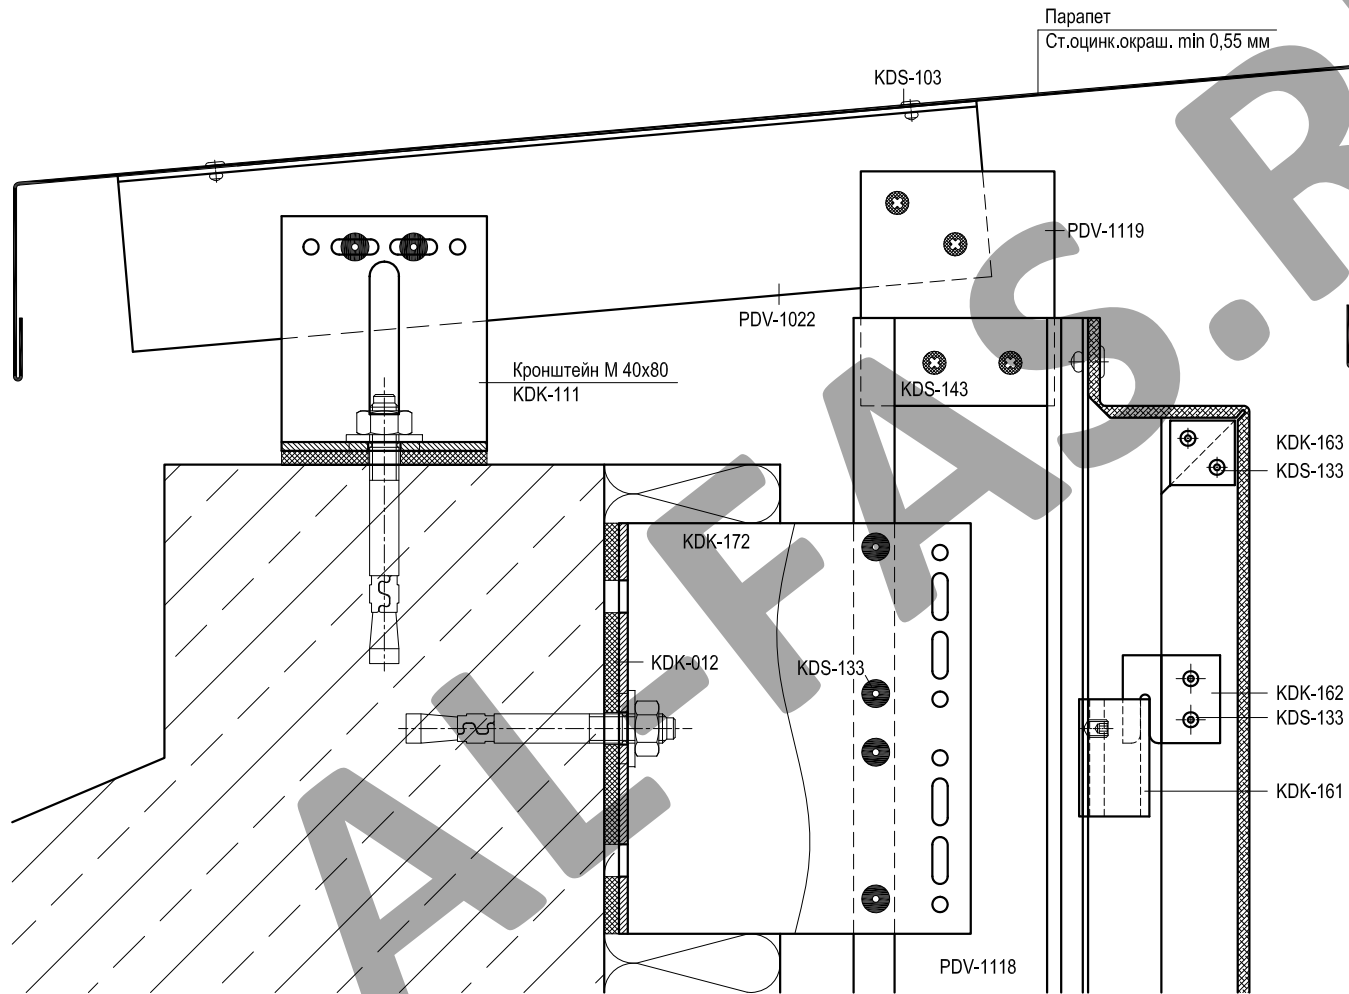 Парапет
Ст.оцинк.окраш. min 0,55 мм
KDS-103
PDV-1119
PDV-1022
Кронштейн М 40х80
KDK-111
KDS-143
KDK-163
KDS-133
KDK-172
KDK-012
KDS-133
KDK-162
KDS-133
KDK-161
PDV-1118
AL-FAS.R